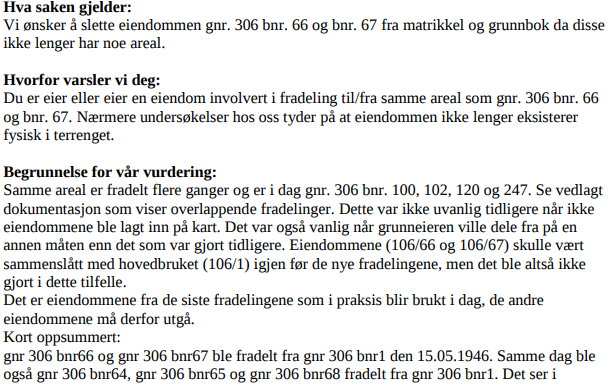 Hva saken gjelder:
Vi ønsker å slette eiendommen gnr. 306 bnr. 66 og bnr. 67 fra matrikkel og grunnbok da disse
ikke lenger har noe areal.
Hvorfor varsler vi deg:
Du er eier eller eier en eiendom involvert i fradeling til/fra samme areal som gnr. 306 bnr. 66
og bnr. 67. Nærmere undersøkelser hos oss tyder på at eiendommen ikke lenger eksisterer
fysisk i terrenget.
Begrunnelse for vår vurdering:
Samme areal er fradelt flere ganger og er i dag gnr. 306 bnr. 100, 102, 120 og 247. Se vedlagt
dokumentasjon som viser overlappende fradelinger. Dette var ikke uvanlig tidligere når ikke
eiendommene ble lagt inn på kart. Det var også vanlig når grunneieren ville dele fra på en
annen måten enn det som var gjort tidligere. Eiendommene (106/66 og 106/67) skulle vært
sammenslått med hovedbruket (106/1) igjen før de nye fradelingene, men det ble altså ikke
gjort i dette tilfelle.
Det er eiendommene fra de siste fradelingene som i praksis blir brukt i dag, de andre
eiendommene må derfor utgå.
Kort oppsummert:
gnr 306 bnr66 og gnr 306 bnr67 ble fradelt fra gnr 306 bnr1 den 15.05.1946. Samme dag ble
også gnr 306 bnr64, gnr 306 bnr65 og gnr 306 bnr68 fradelt fra gnr 306 bnr1. Det ser i